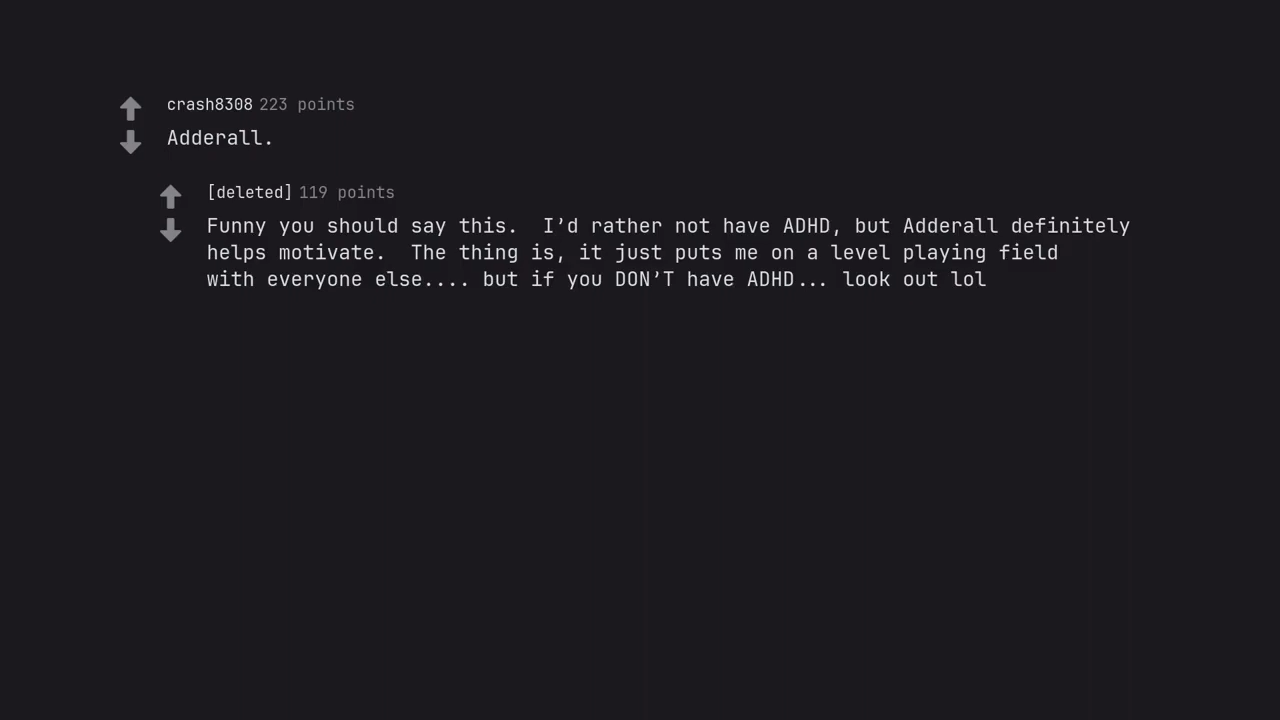 crash8308 223 points
Adderall.
[deleted] 119 points
Funny you should say this.  I’d rather not have ADHD, but Adderall definitely
helps motivate.  The thing is, it just puts me on a level playing field
with everyone else.... but if you DON’T have ADHD... look out lol